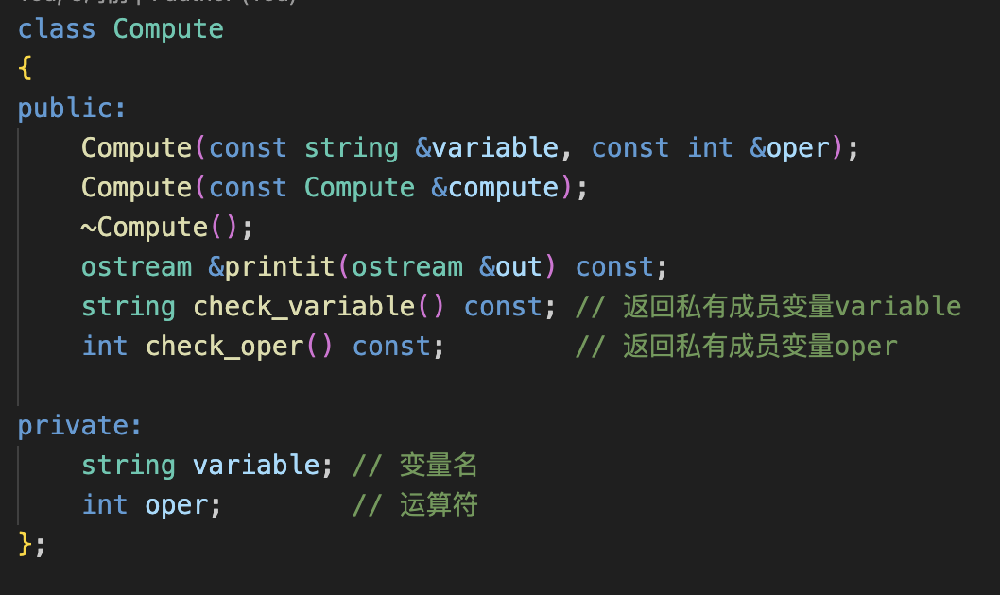 class Compute
{
public:
    Compute(const string &variable, const int &oper);
    Compute(const Compute &compute);
    ~Compute();
    ostream &printit(ostream &out) const;
    string check_variable() const; // 返回私有成员变量variable
    int check_oper() const;        // 返回私有成员变量oper

private:
    string variable; // 变量名
    int oper;        // 运算符
};